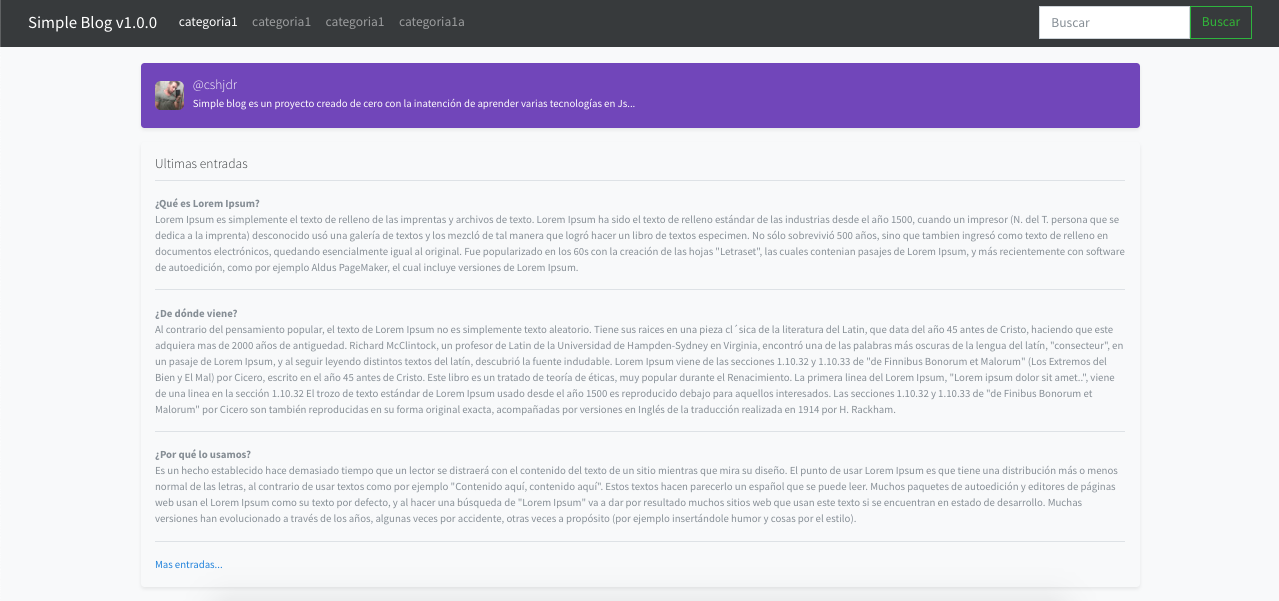 Simple Blog v1.0.0 categoria1 categoria1 categoria1 categoria1a Buscar Buscar
@cshjdr
Simple blog es un proyecto creado de cero con la inatención de aprender varias tecnologías en Js...
Ultimas entradas
¿Qué es Lorem Ipsum?
Lorem Ipsum es simplemente el texto de relleno de las imprentas y archivos de texto. Lorem Ipsum ha sido el texto de relleno estándar de las industrias desde el año 1500, cuando un impresor (N. del T. persona que se
dedica a la imprenta) desconocido usó una galería de textos y los mezcló de tal manera que logró hacer un libro de textos especimen. No sólo sobrevivió 500 años, sino que tambien ingresó como texto de relleno en
documentos electrónicos, quedando esencialmente igual al original. Fue popularizado en los 60s con la creación de las hojas "Letraset", las cuales contenian pasajes de Lorem Ipsum, y más recientemente con software
de autoedición, como por ejemplo Aldus PageMaker, el cual incluye versiones de Lorem Ipsum.
¿De dónde viene?
Al contrario del pensamiento popular, el texto de Lorem Ipsum no es simplemente texto aleatorio. Tiene sus raices en una pieza cl´sica de la literatura del Latin, que data del año 45 antes de Cristo, haciendo que este
adquiera mas de 2000 años de antiguedad. Richard McClintock, un profesor de Latin de la Universidad de Hampden-Sydney en Virginia, encontró una de las palabras más oscuras de la lengua del latín, "consecteur", en
un pasaje de Lorem Ipsum, y al seguir leyendo distintos textos del latín, descubrió la fuente indudable. Lorem Ipsum viene de las secciones 1.10.32 y 1.10.33 de "de Finnibus Bonorum et Malorum" (Los Extremos del
Bien y El Mal) por Cicero, escrito en el año 45 antes de Cristo. Este libro es un tratado de teoría de éticas, muy popular durante el Renacimiento. La primera linea del Lorem Ipsum, "Lorem ipsum dolor sit amet..", viene
de una linea en la sección 1.10.32 El trozo de texto estándar de Lorem Ipsum usado desde el año 1500 es reproducido debajo para aquellos interesados. Las secciones 1.10.32 y 1.10.33 de "de Finibus Bonorum et
Malorum" por Cicero son también reproducidas en su forma original exacta, acompañadas por versiones en Inglés de la traducción realizada en 1914 por H. Rackham.
¿Por qué lo usamos?
Es un hecho establecido hace demasiado tiempo que un lector se distraerá con el contenido del texto de un sitio mientras que mira su diseño. El punto de usar Lorem Ipsum es que tiene una distribución más o menos
normal de las letras, al contrario de usar textos como por ejemplo "Contenido aquí, contenido aquí". Estos textos hacen parecerlo un español que se puede leer. Muchos paquetes de autoedición y editores de páginas
web usan el Lorem Ipsum como su texto por defecto, y al hacer una búsqueda de "Lorem Ipsum" va a dar por resultado muchos sitios web que usan este texto si se encuentran en estado de desarrollo. Muchas
versiones han evolucionado a través de los años, algunas veces por accidente, otras veces a propósito (por ejemplo insertándole humor y cosas por el estilo).
Mas entradas...